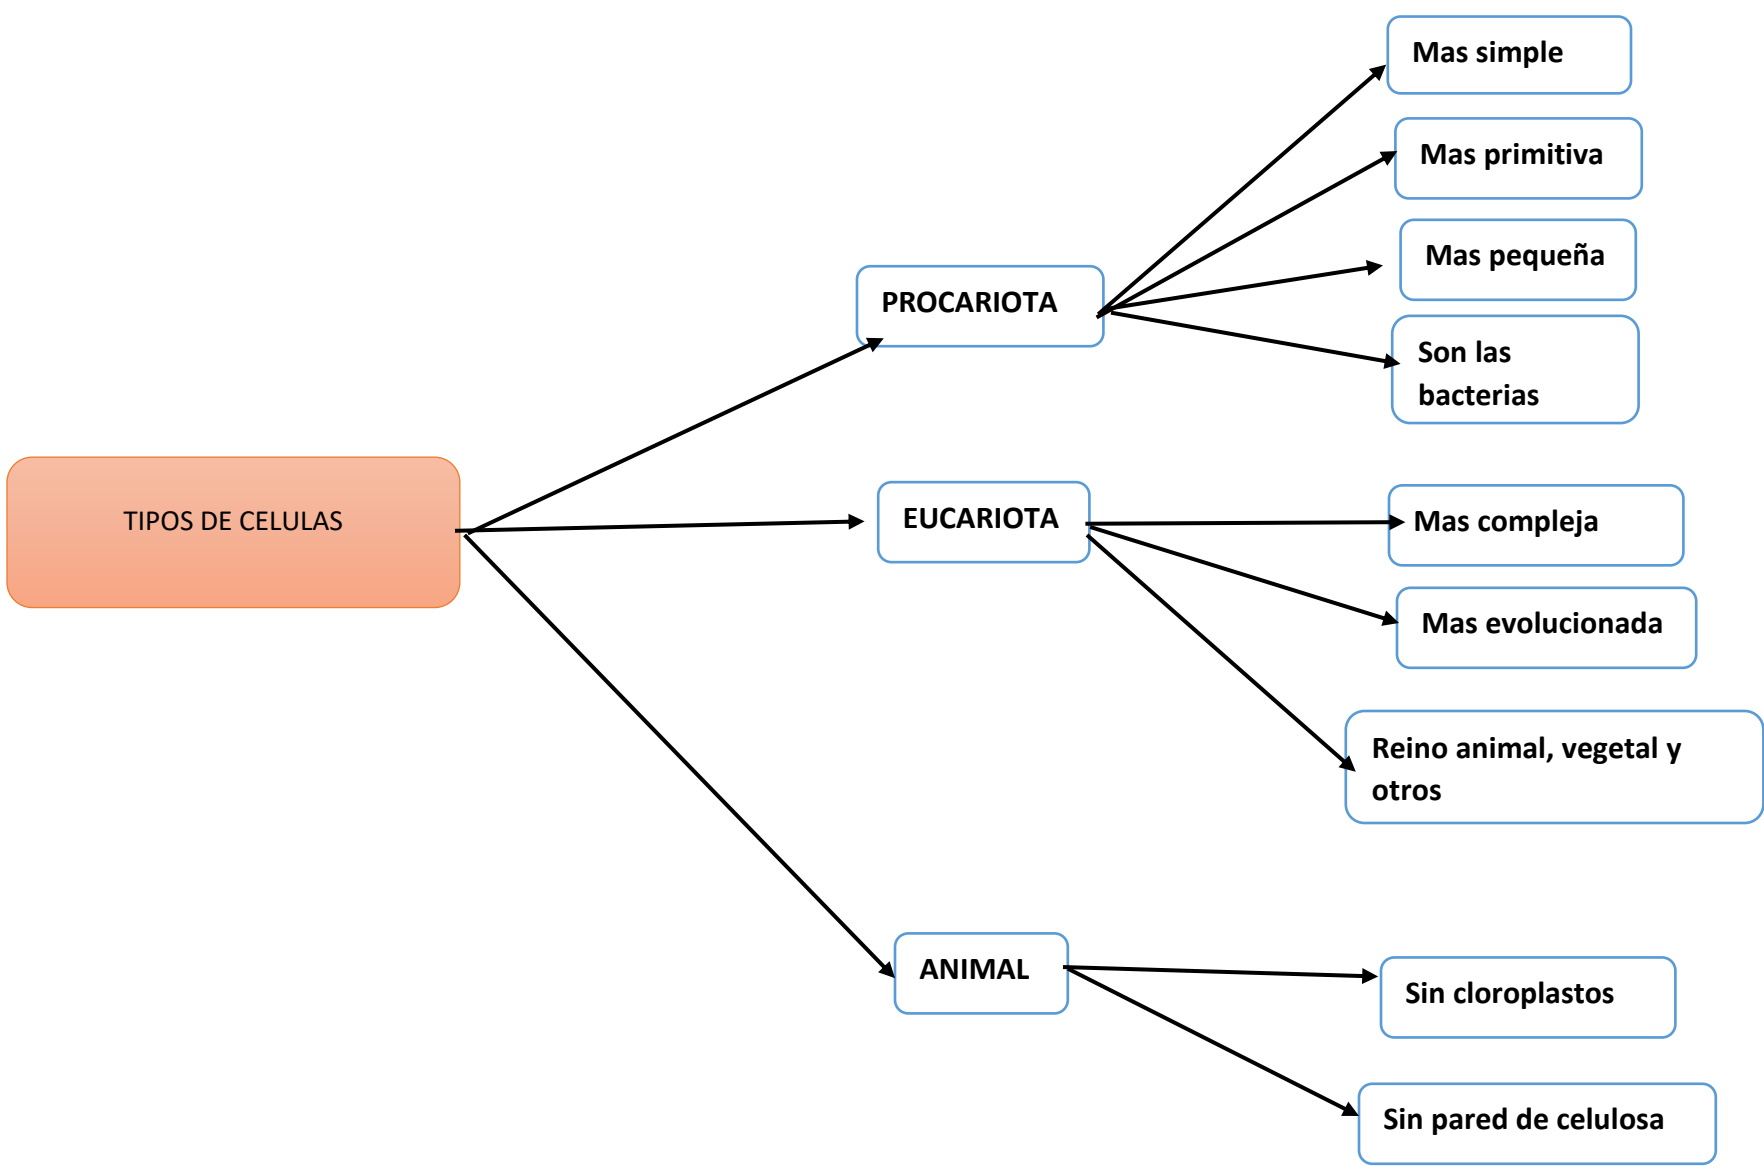 TIPOS DE CELULAS
PROCARIOTA
Mas simple
Mas primitiva
Mas pequeña
Son las
bacterias
EUCARIOTA
Mas compleja
Mas evolucionada
Reino animal, vegetal y
otros
ANIMAL
Sin cloroplastos
Sin pared de celulosa